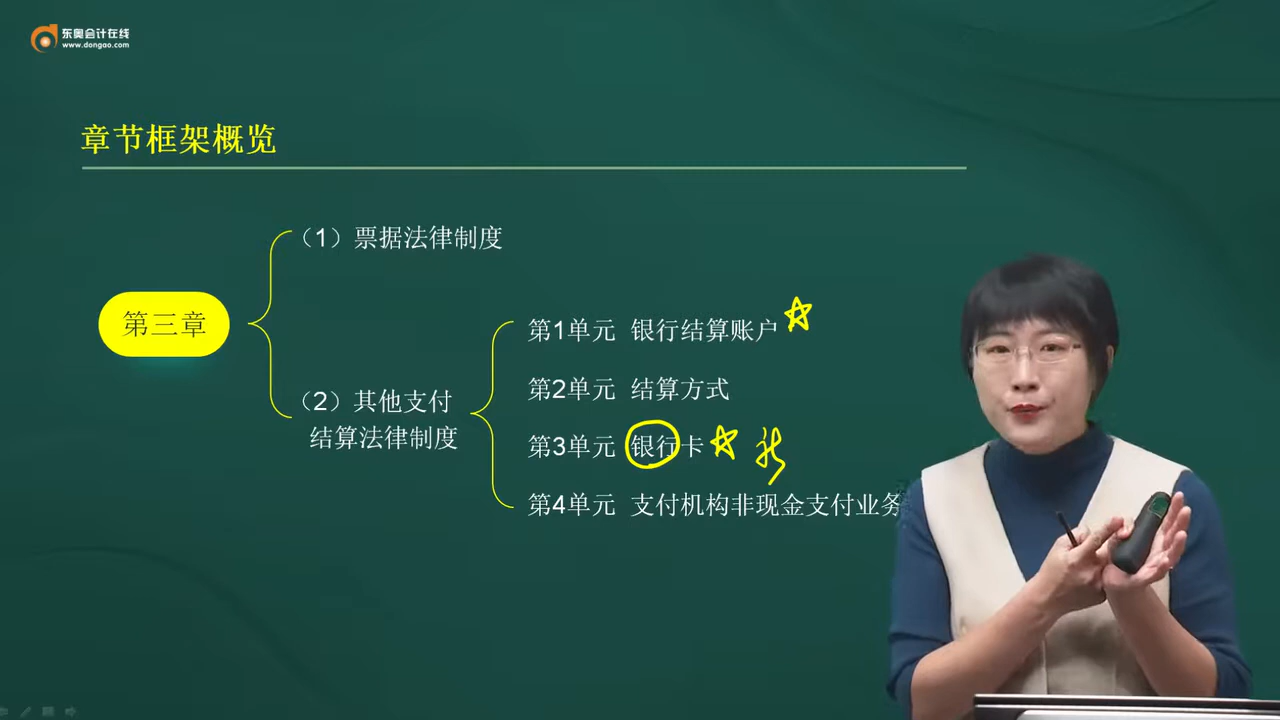 东奥会计在线
www.dongao.com
章节框架概览
第三章
（1）票据法律制度
（2）其他支付
结算法律制度
第1单元 银行结算账户
第2单元 结算方式
第3单元 银行卡 新
第4单元 支付机构非现金支付业务